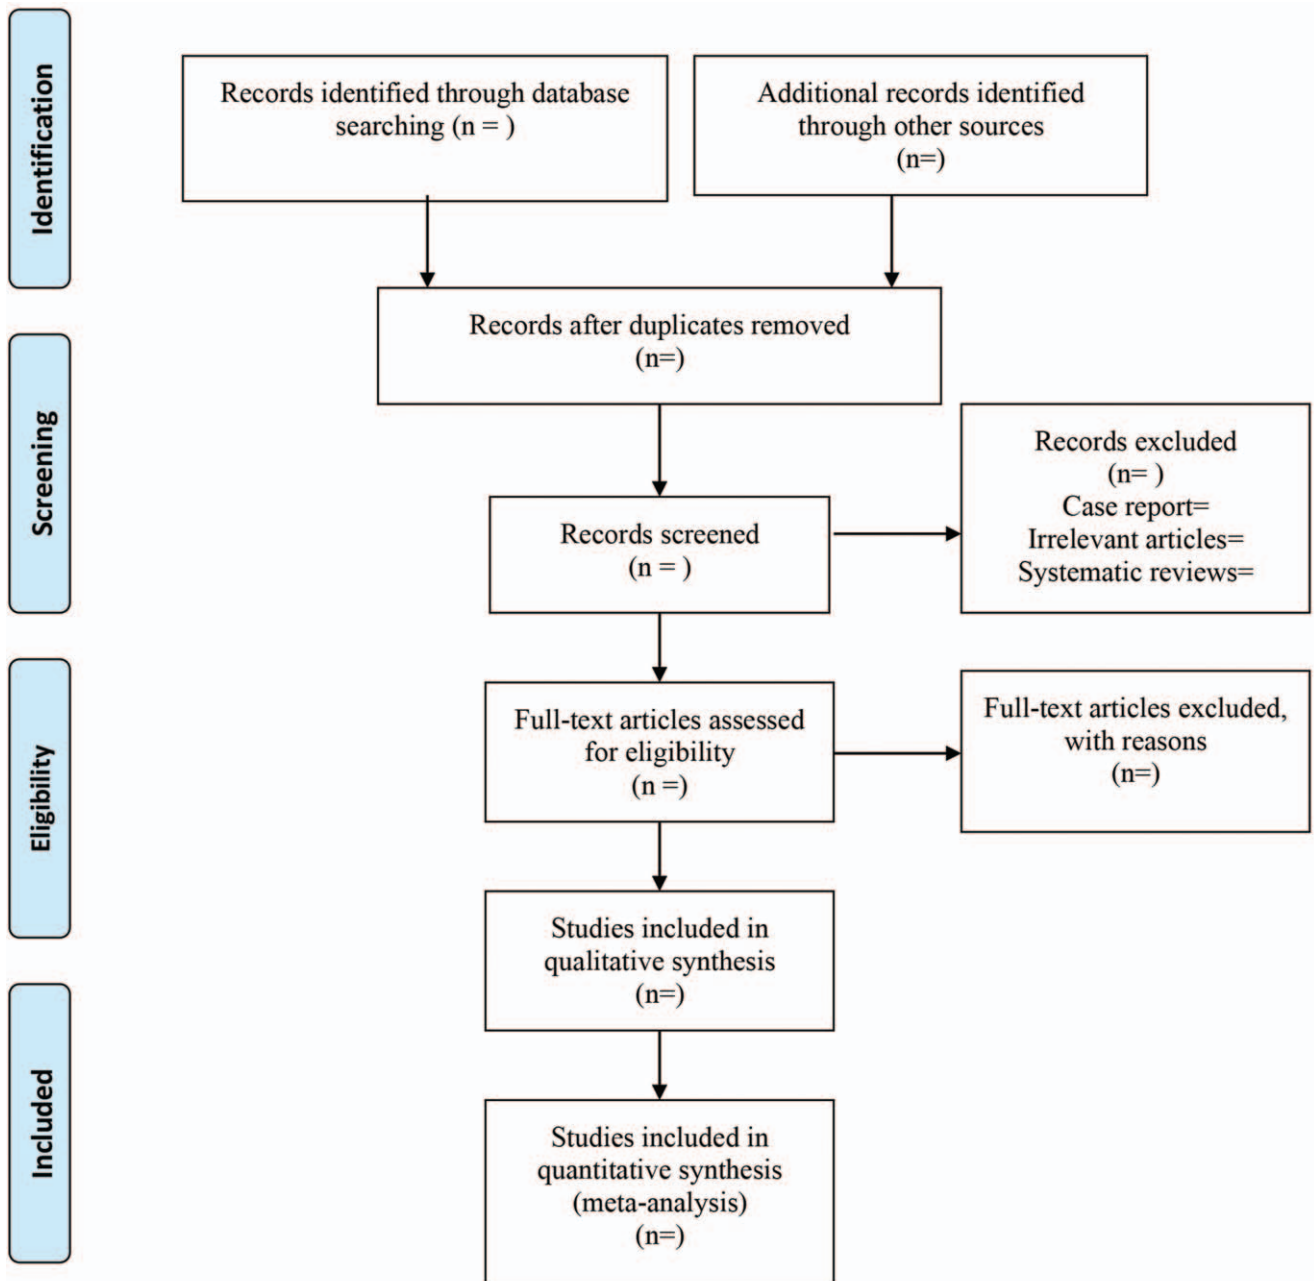 Identification
Records identified through database
searching (n = )
Additional records identified
through other sources
(n=)
Records after duplicates removed
(n=)
Screening
Records screened
(n = )
Records excluded
(n= )
Case report=
Irrelevant articles=
Systematic reviews=
Eligibility
Full-text articles assessed
for eligibility
(n =)
Full-text articles excluded,
with reasons
(n=)
Studies included in
qualitative synthesis
(n=)
Included
Studies included in
quantitative synthesis
(meta-analysis)
(n=)